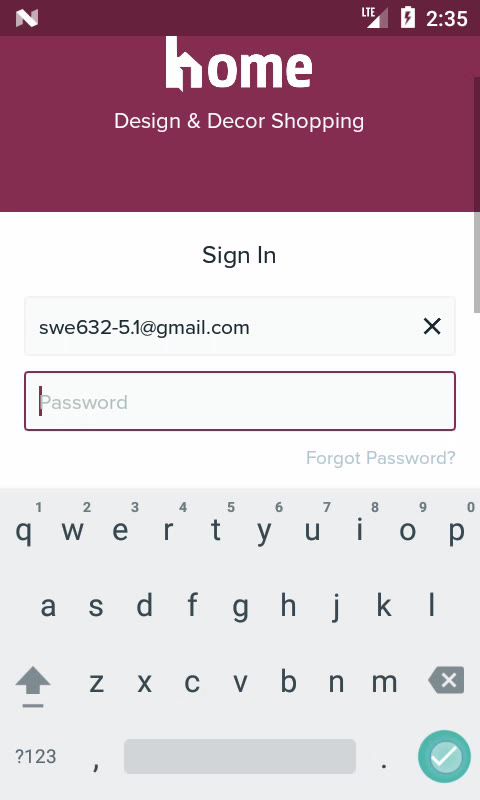 LTE 2:35
home
Design & Decor Shopping
Sign In
swe632-5.1@gmail.com
Password
Forgot Password?
1 2 3 4 5 6 7 8 9 0
q w e r t y u i o p
a s d f g h j k l
z x c v b n m
?123 , .